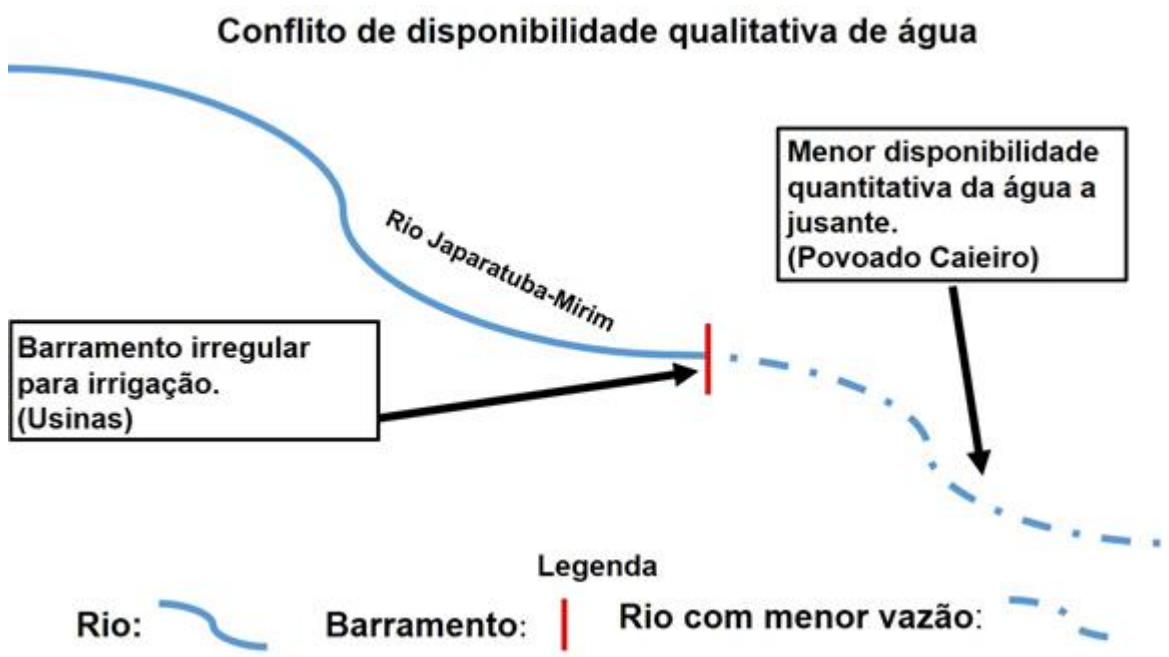 Conflito de disponibilidade qualitativa de água
Menor disponibilidade
quantitativa da água a
jusante.
(Povoado Caieiro)
Rio Japaratuba-Mirim
Barramento irregular
para irrigação.
(Usinas)
Legenda
Rio:
Barramento:
Rio com menor vazão: